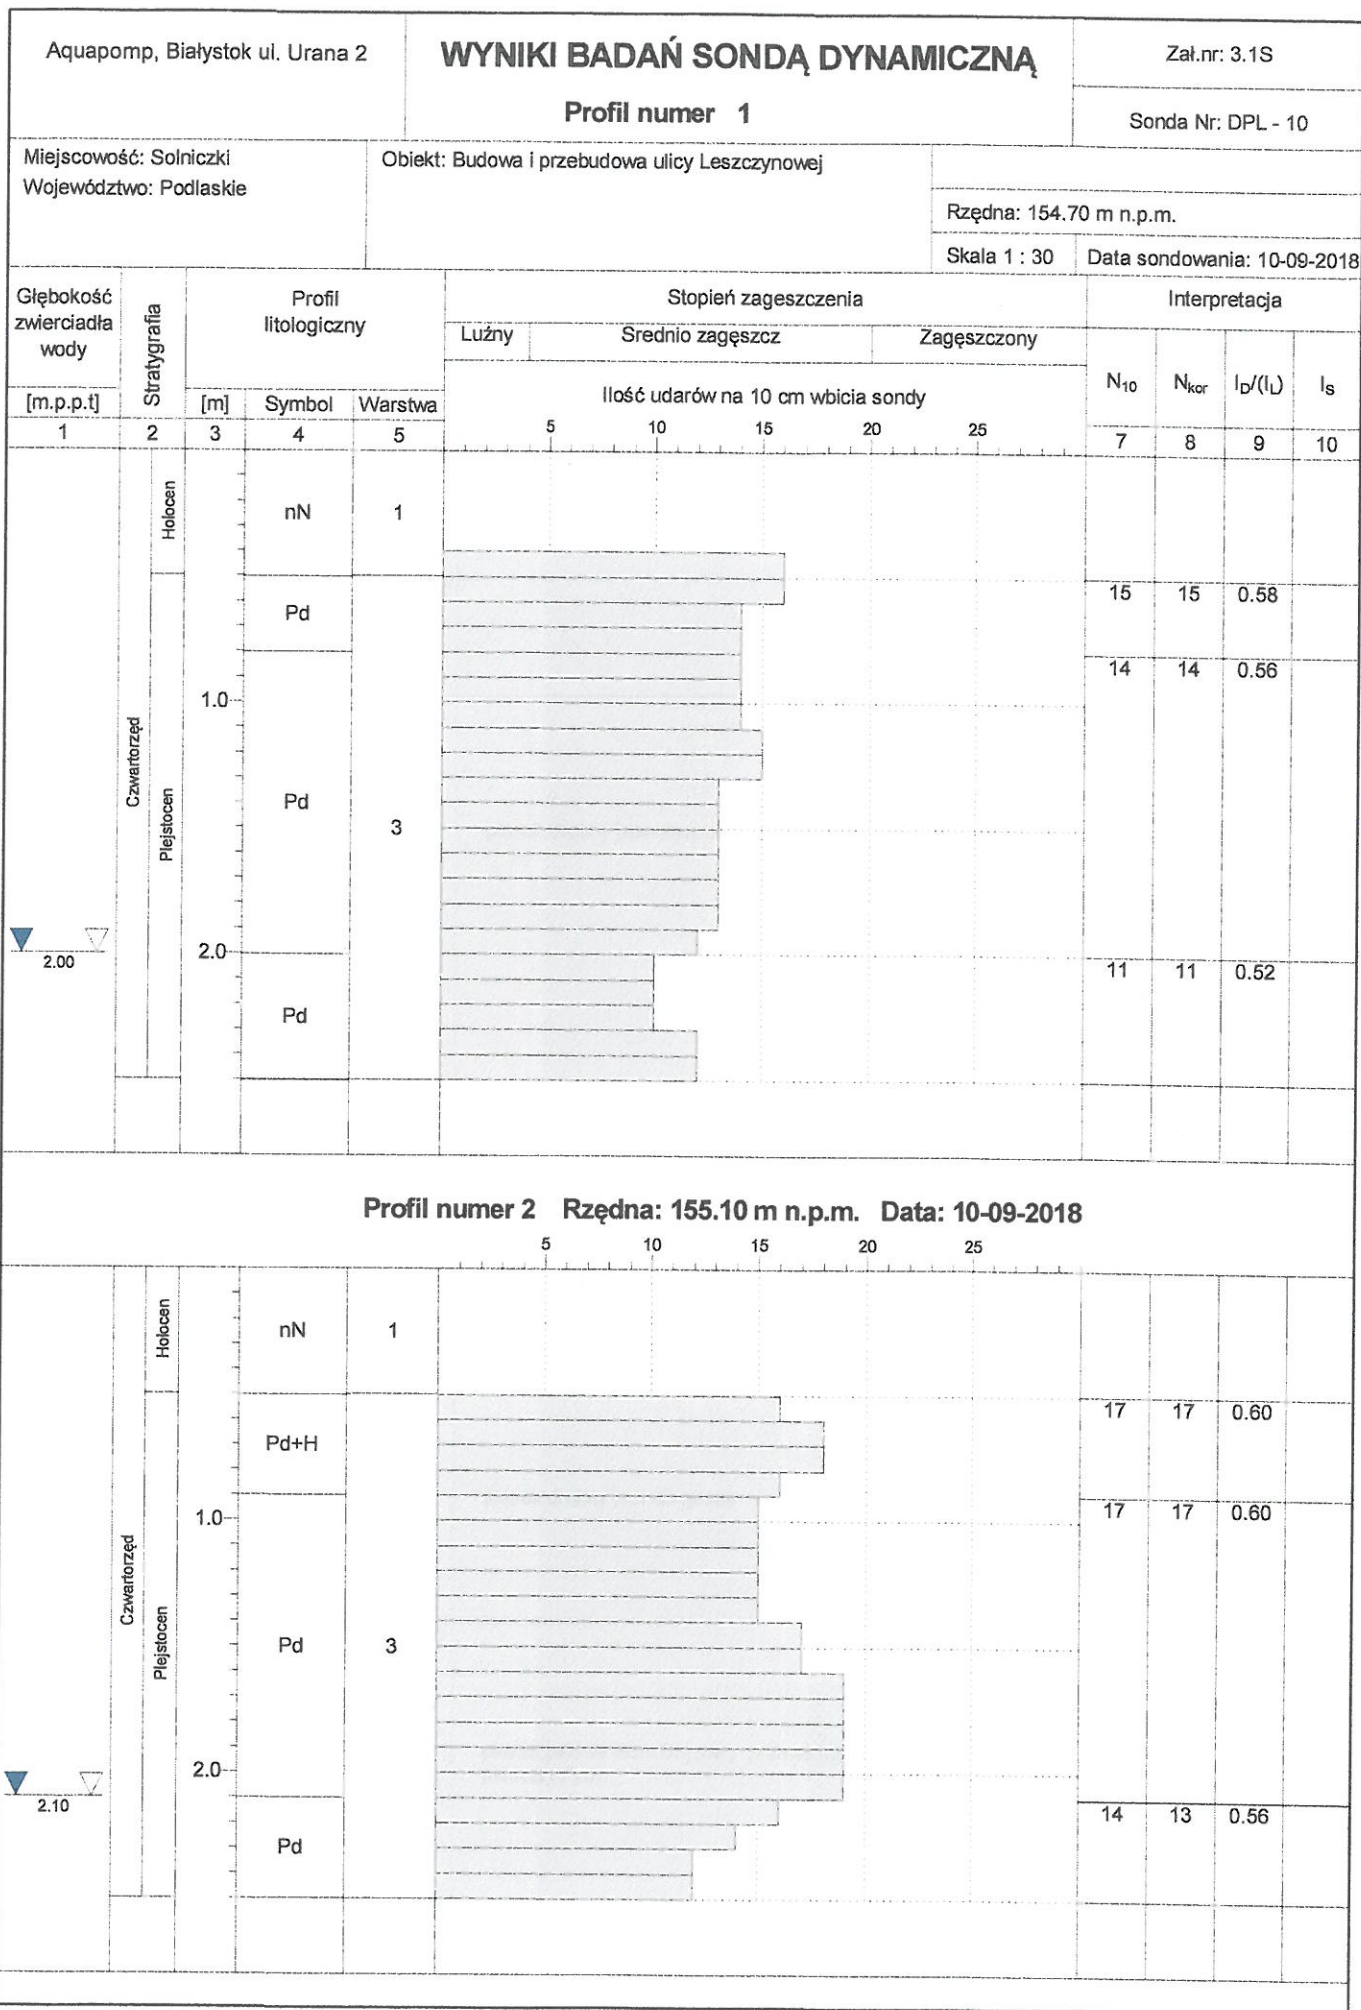 Aquapomp, Białystok ul. Urana 2
WYNIKI BADAŃ SONDĄ DYNAMICZNĄ
Profil numer 1
Zał.nr: 3.1S
Sonda Nr: DPL - 10
Miejscowość: Solniczki
Województwo: Podlaskie
Obiekt: Budowa i przebudowa ulicy Leszczynowej
Rzędna: 154.70 m n.p.m.
Skala 1 : 30 Data sondowania: 10-09-2018
Głębokość
zwierciadła
wody
[m.p.p.t]
Stratygrafia
Profil
litologiczny
[m] Symbol Warstwa
Stopień zageszczenia
Luźny Srednio zagęszcz Zagęszczony
Ilość udarów na 10 cm wbicia sondy
Interpretacja
N10 Nkor ID/(IL) IS
1 2 3 4 5 5 10 15 20 25 7 8 9 10
Holocen
nN 1
Pd
15 15 0.58
14 14 0.56
1.0
Czwartorzęd
Plejstocen
Pd
3
2.00
2.0
11 11 0.52
Pd
Profil numer 2 Rzędna: 155.10 m n.p.m. Data: 10-09-2018
5 10 15 20 25
Holocen
nN 1
17 17 0.60
Pd+H
17 17 0.60
1.0
Czwartorzęd
Plejstocen
Pd 3
2.0
2.10
14 13 0.56
Pd